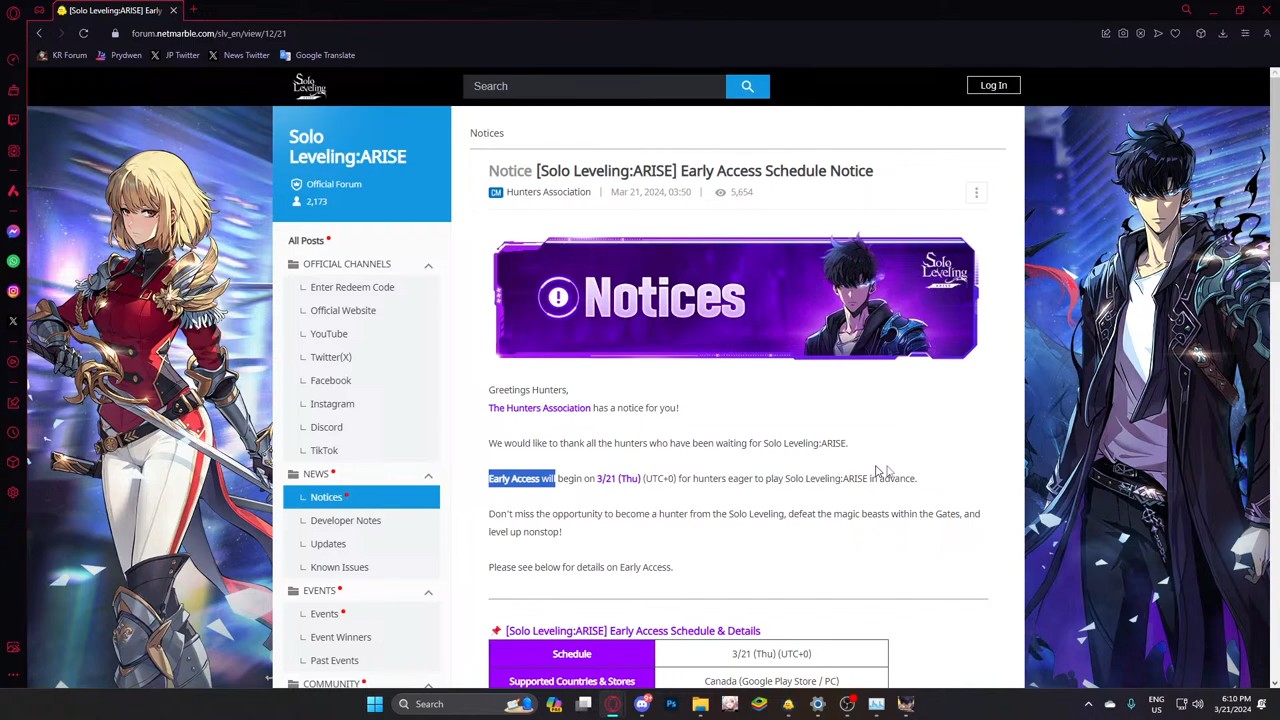 [Solo Leveling:ARISE] Early
forum.netmarble.com/slv_en/view/12/21
KR Forum
Prydwen
JP Twitter
News Twitter
Google Translate
Solo Leveling
Search
Log In
Solo
Leveling:ARISE
Official Forum
2,173
All Posts
OFFICIAL CHANNELS
Enter Redeem Code
Official Website
YouTube
Twitter(X)
Facebook
Instagram
Discord
TikTok
NEWS
Notices
Developer Notes
Updates
Known Issues
EVENTS
Events
Event Winners
Past Events
COMMUNITY
Notices
Notice [Solo Leveling:ARISE] Early Access Schedule Notice
CM Hunters Association | Mar 21, 2024, 03:50 | 5,654
Notices
Solo Leveling
ARISE
Greetings Hunters,
The Hunters Association has a notice for you!
We would like to thank all the hunters who have been waiting for Solo Leveling:ARISE.
Early Access will begin on 3/21 (Thu) (UTC+0) for hunters eager to play Solo Leveling:ARISE in advance.
Don't miss the opportunity to become a hunter from the Solo Leveling, defeat the magic beasts within the Gates, and
level up nonstop!
Please see below for details on Early Access.
[Solo Leveling:ARISE] Early Access Schedule & Details
Schedule 3/21 (Thu) (UTC+0)
Supported Countries & Stores Canada (Google Play Store / PC)
Search
ENG
US
6:10 PM
3/21/2024